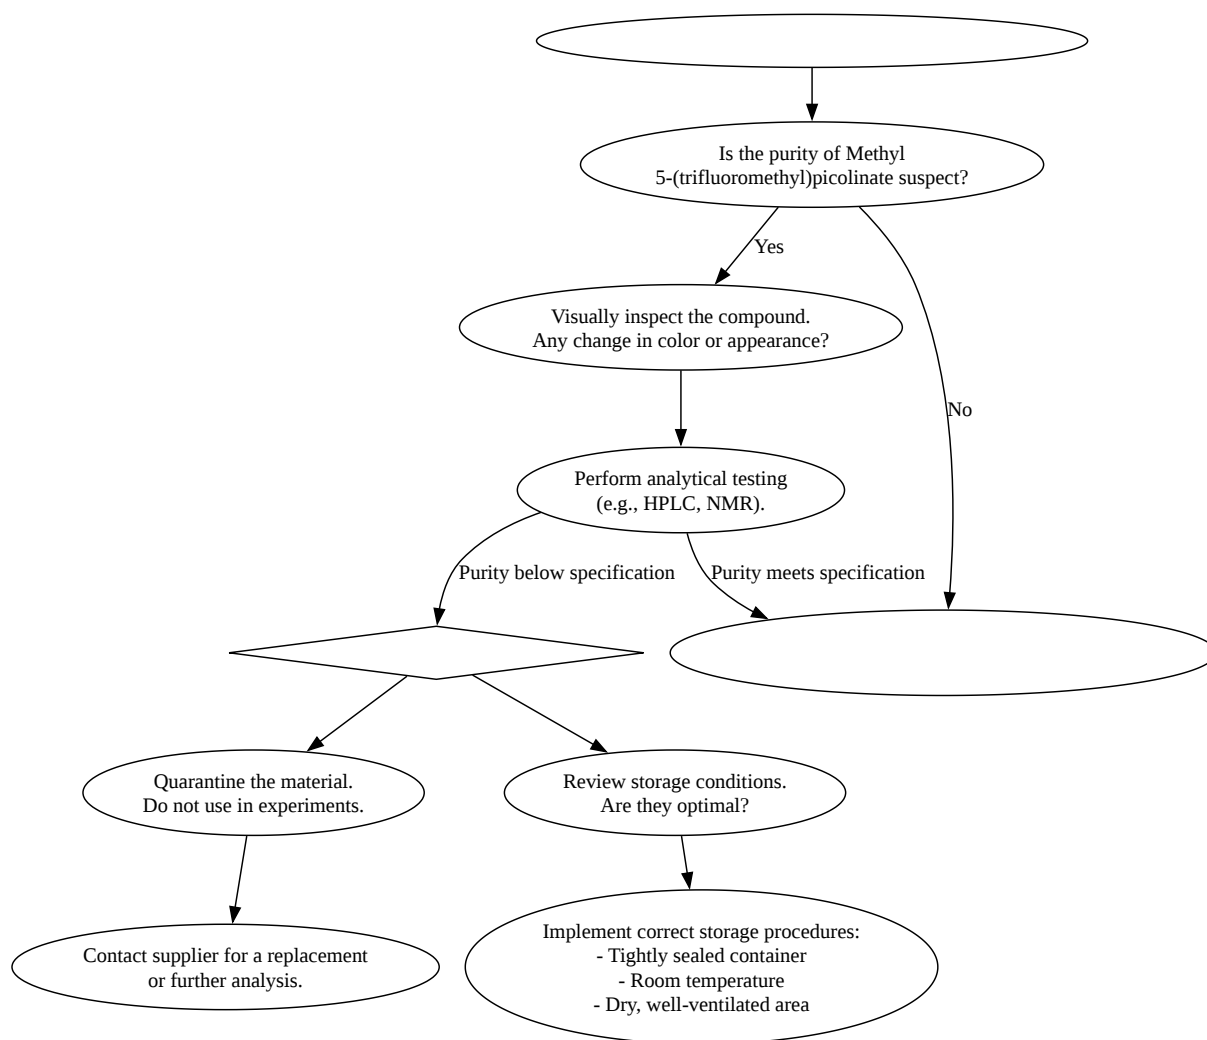 Is the purity of Methyl
5-(trifluoromethyl)picolinate suspect?
Yes
Visually inspect the compound.
Any change in color or appearance?
No
Perform analytical testing
(e.g., HPLC, NMR).
Purity below specification
Purity meets specification
Quarantine the material.
Do not use in experiments.
Review storage conditions.
Are they optimal?
Contact supplier for a replacement
or further analysis.
Implement correct storage procedures:
- Tightly sealed container
- Room temperature
- Dry, well-ventilated area